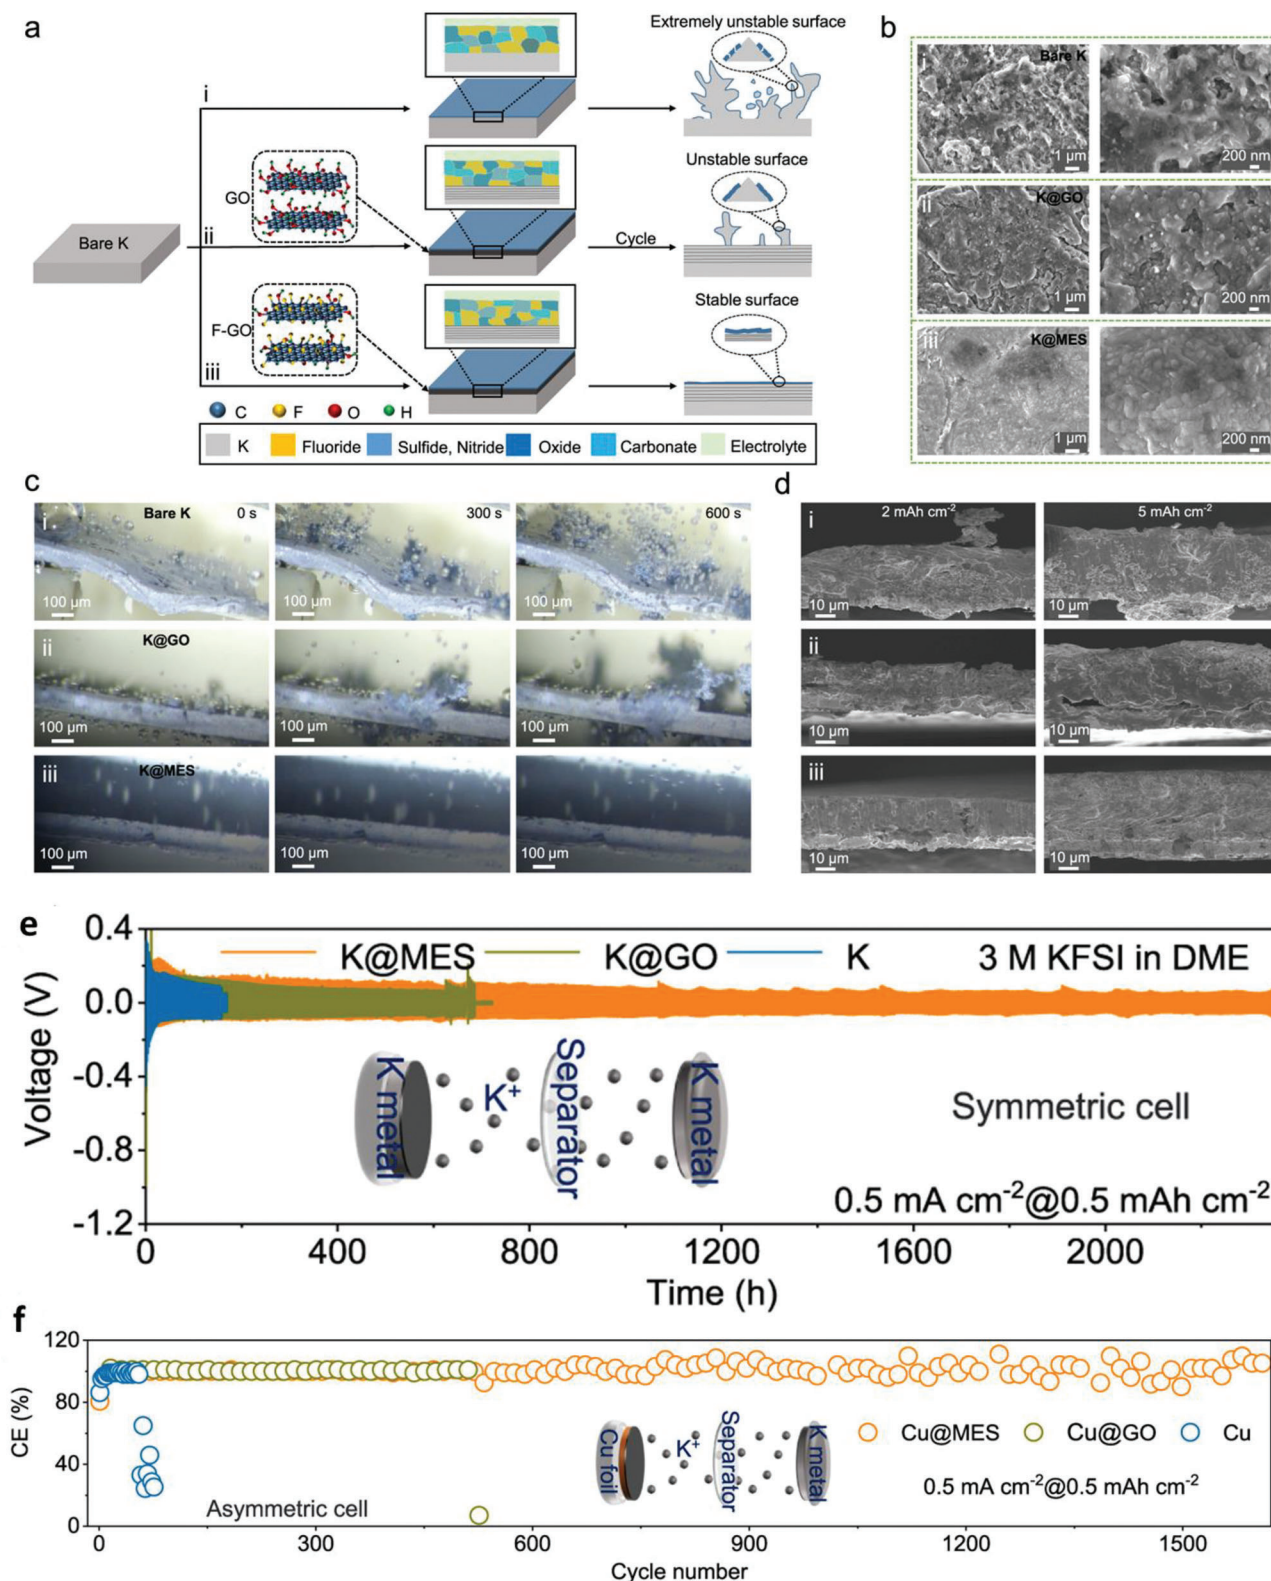 a
Extremely unstable surface
i
GO
Unstable surface
Bare K
ii
Cycle
F-GO
Stable surface
iii
C F O H
K Fluoride Sulfide, Nitride Oxide Carbonate Electrolyte
b
i Bare K
1 µm 200 nm
ii K@GO
1 µm 200 nm
iii K@MES
1 µm 200 nm
c
i Bare K 0 s 300 s 600 s
100 µm 100 µm 100 µm
ii K@GO
100 µm 100 µm 100 µm
iii K@MES
100 µm 100 µm 100 µm
d
i 2 mAh cm⁻² 5 mAh cm⁻²
10 µm 10 µm
ii
10 µm 10 µm
iii
10 µm 10 µm
e
0.4
0.0
-0.4
-0.8
-1.2
Voltage (V)
K@MES K@GO K 3 M KFSI in DME
K metal K⁺ Separator K metal
Symmetric cell
0.5 mA cm⁻²@0.5 mAh cm⁻²
0 400 800 1200 1600 2000
Time (h)
f
120
80
40
0
CE (%)
Cu foil K⁺ Separator K metal
Cu@MES Cu@GO Cu
0.5 mA cm⁻²@0.5 mAh cm⁻²
Asymmetric cell
0 300 600 900 1200 1500
Cycle number